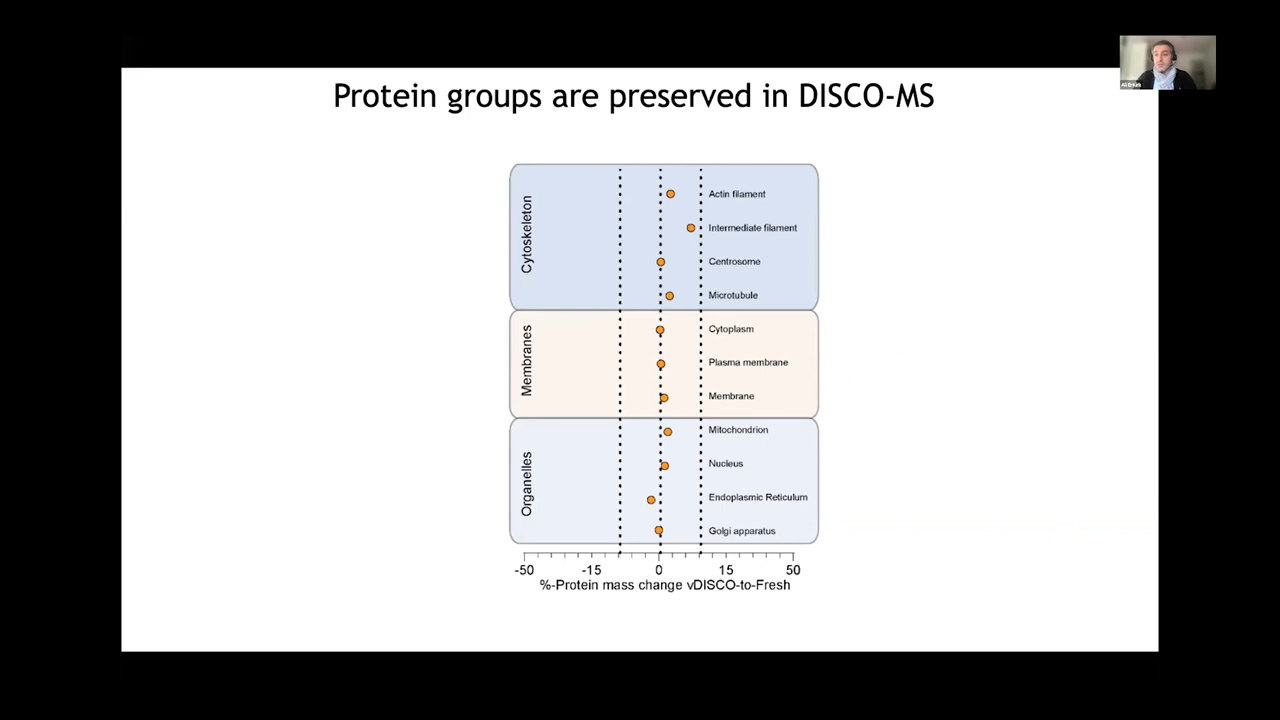 Protein groups are preserved in DISCO-MS
Cytoskeleton
Actin filament
Intermediate filament
Centrosome
Microtubule
Membranes
Cytoplasm
Plasma membrane
Membrane
Organelles
Mitochondrion
Nucleus
Endoplasmic Reticulum
Golgi apparatus
-50 -15 0 15 50
%-Protein mass change vDISCO-to-Fresh